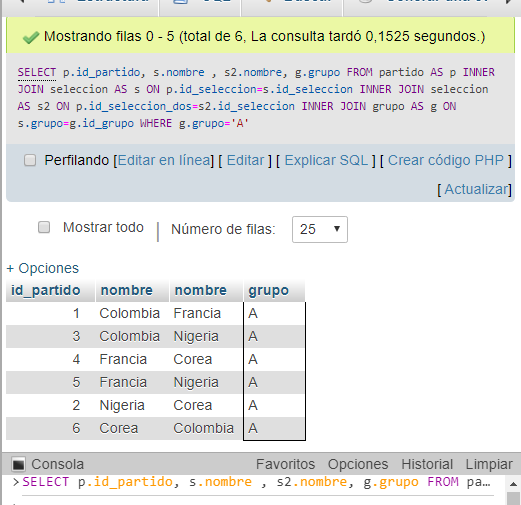 Mostrando filas 0 - 5 (total de 6, La consulta tardó 0,1525 segundos.)
SELECT p.id_partido, s.nombre , s2.nombre, g.grupo FROM partido AS p INNER
JOIN seleccion AS s ON p.id_seleccion=s.id_seleccion INNER JOIN seleccion
AS s2 ON p.id_seleccion_dos=s2.id_seleccion INNER JOIN grupo AS g ON
s.grupo=g.id_grupo WHERE g.grupo='A'
Perfilando [Editar en línea] [ Editar ] [ Explicar SQL ] [ Crear código PHP ]
[ Actualizar]
Mostrar todo | Número de filas: 25
+ Opciones
id_partido nombre nombre grupo
1 Colombia Francia A
3 Colombia Nigeria A
4 Francia Corea A
5 Francia Nigeria A
2 Nigeria Corea A
6 Corea Colombia A
Consola Favoritos Opciones Historial Limpiar
>SELECT p.id_partido, s.nombre , s2.nombre, g.grupo FROM pa…